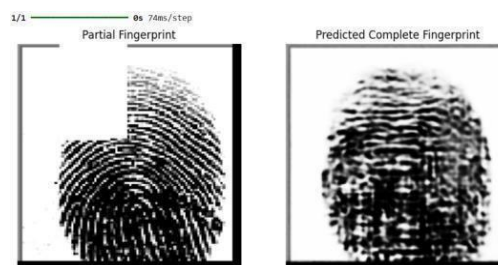 1/1 0s 74ms/step
Partial Fingerprint
Predicted Complete Fingerprint